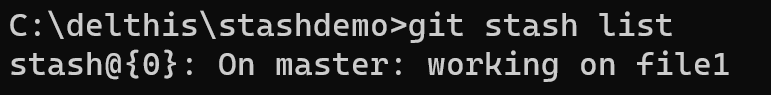 C:\delthis\stashdemo>git stash list
stash@{0}: On master: working on file1